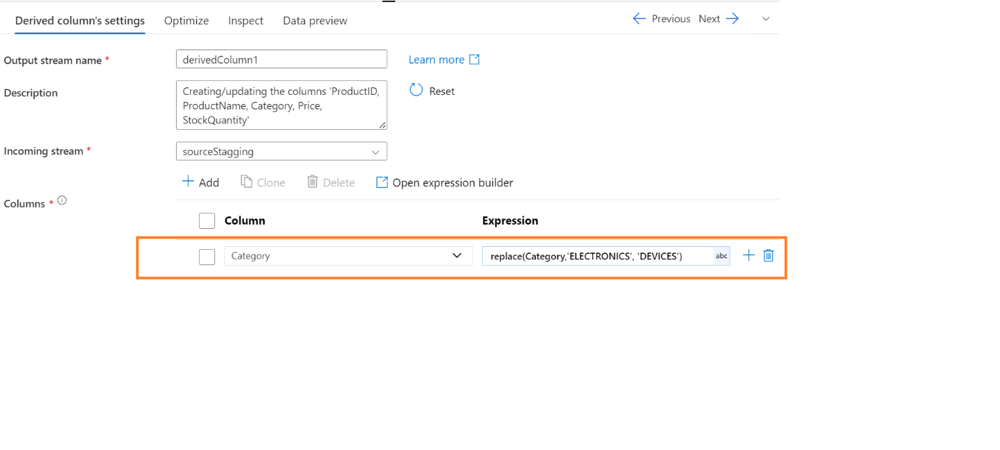 Derived column's settings Optimize Inspect Data preview Previous Next
Output stream name * derivedColumn1 Learn more
Description Creating/updating the columns 'ProductID, Reset
ProductName, Category, Price,
StockQuantity'
Incoming stream * sourceStagging
Add Clone Delete Open expression builder
Columns *
Column Expression
Category replace(Category,'ELECTRONICS', 'DEVICES') abc